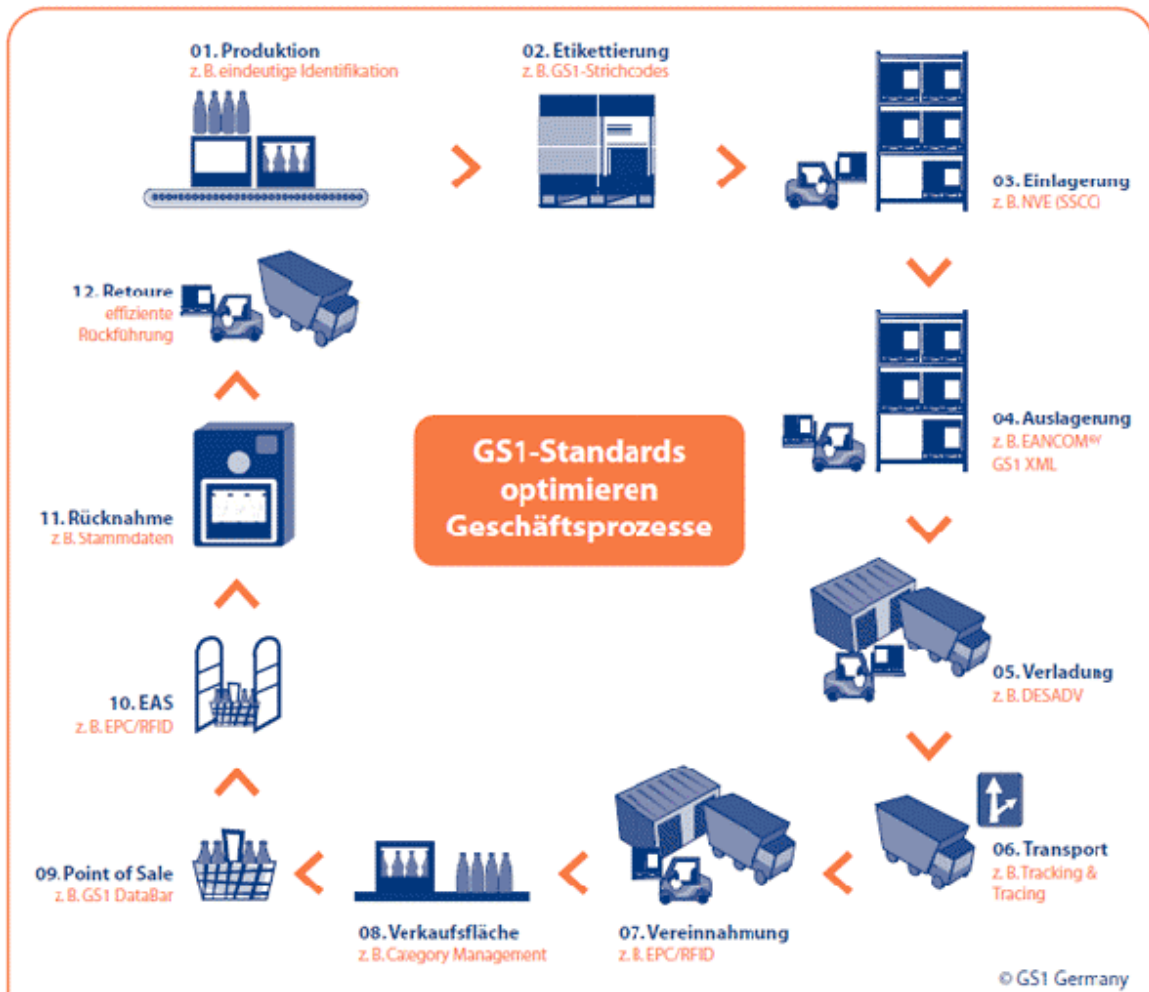 01. Produktion
z. B. eindeutige Identifikation
02. Etikettierung
z. B. GS1-Strichcodes
03. Einlagerung
z. B. NVE (SSCC)
04. Auslagerung
z. B. EANCOM®/
GS1 XML
05. Verladung
z. B. DESADV
06. Transport
z. B. Tracking &
Tracing
07. Vereinnahmung
z. B. EPC/RFID
08. Verkaufsfläche
z. B. Category Management
09. Point of Sale
z. B. GS1 DataBar
10. EAS
z. B. EPC/RFID
11. Rücknahme
z. B. Stammdaten
12. Retoure
effiziente
Rückführung
GS1-Standards
optimieren
Geschäftsprozesse
© GS1 Germany